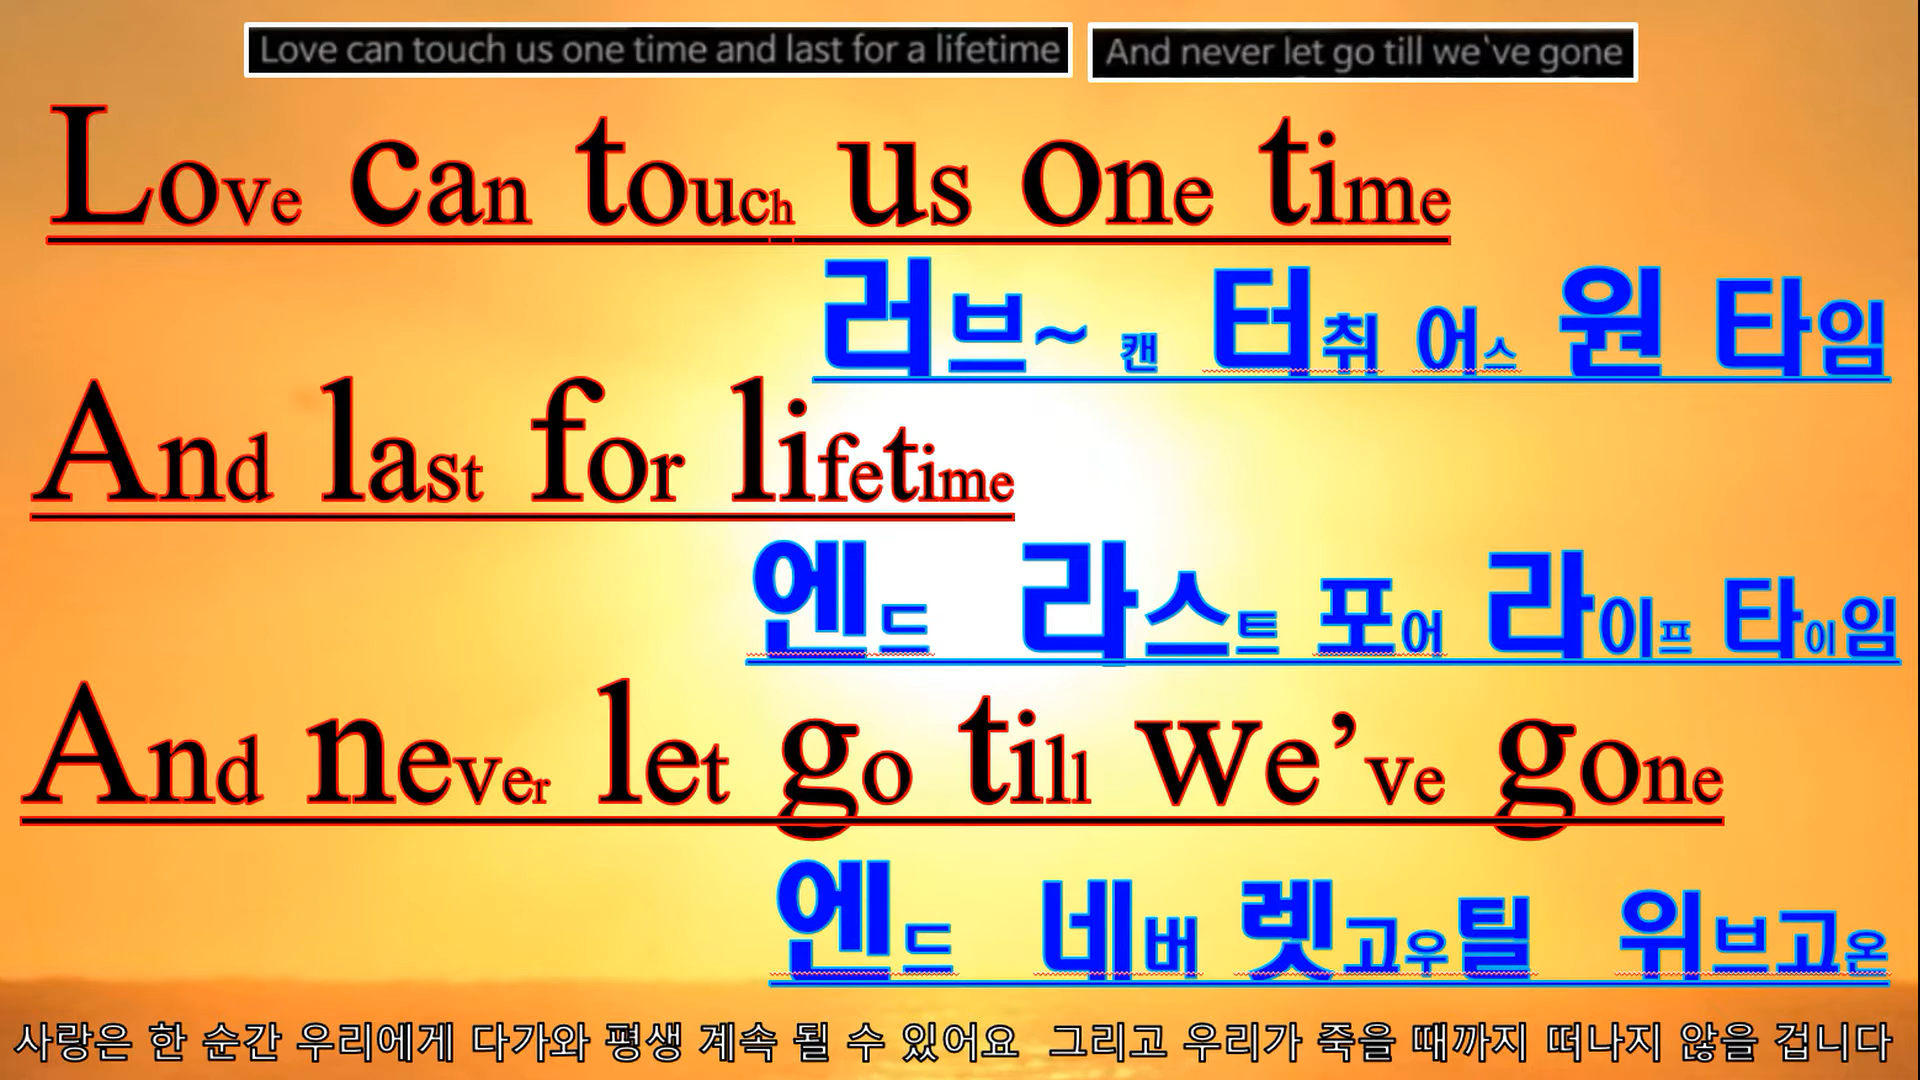 Love can touch us one time and last for a lifetime And never let go till we've gone
Love can touch us one time
러브~ 캔 터취 어스 원 타임
And last for lifetime
엔드 라스트 포어 라이프 타이임
And never let go till we’ve gone
엔드 네버 렛고우틸 위브고온
사랑은 한 순간 우리에게 다가와 평생 계속 될 수 있어요 그리고 우리가 죽을 때까지 떠나지 않을 겁니다